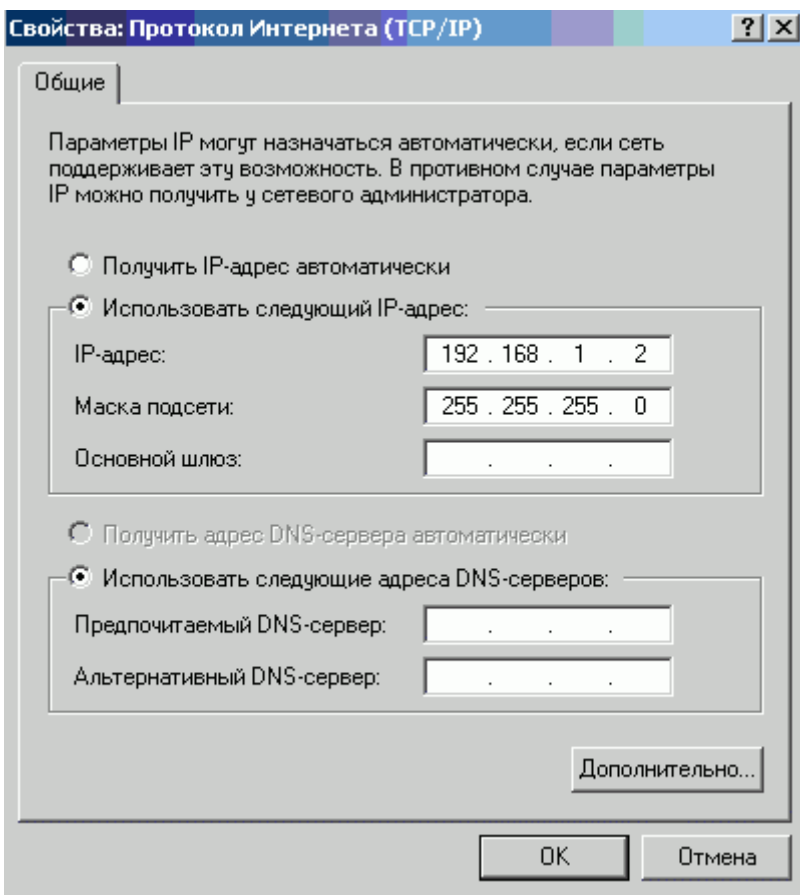 Свойства: Протокол Интернета (TCP/IP)
Общие
Параметры IP могут назначаться автоматически, если сеть
поддерживает эту возможность. В противном случае параметры
IP можно получить у сетевого администратора.
Получить IP-адрес автоматически
Использовать следующий IP-адрес:
IP-адрес: 192 . 168 . 1 . 2
Маска подсети: 255 . 255 . 255 . 0
Основной шлюз: . . .
Получить адрес DNS-сервера автоматически
Использовать следующие адреса DNS-серверов:
Предпочитаемый DNS-сервер: . . .
Альтернативный DNS-сервер: . . .
Дополнительно...
OK Отмена